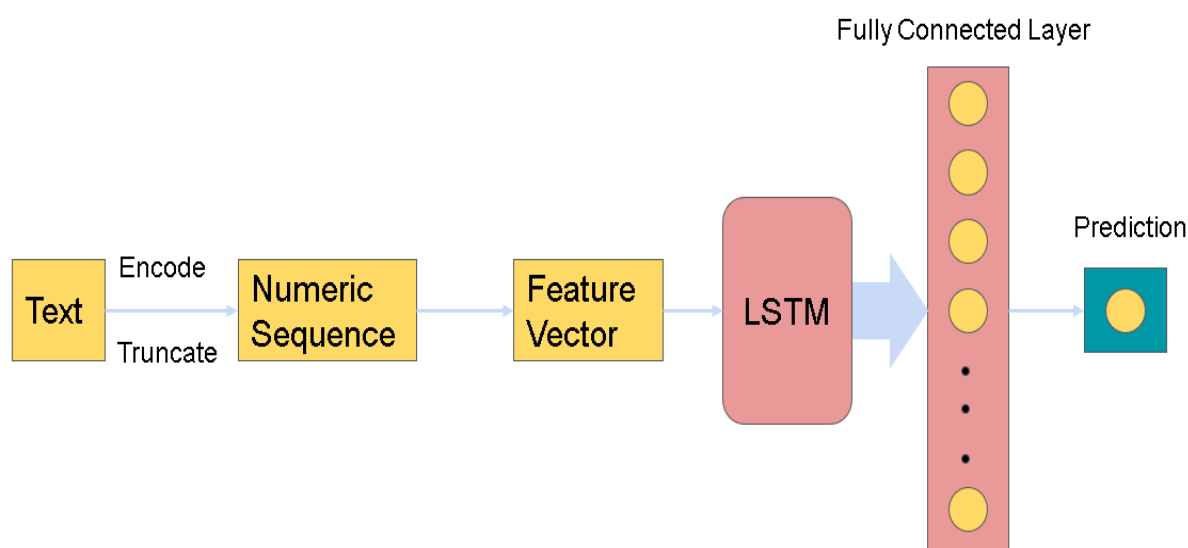 Fully Connected Layer
Prediction
Encode
Text
Truncate
Numeric
Sequence
Feature
Vector
LSTM